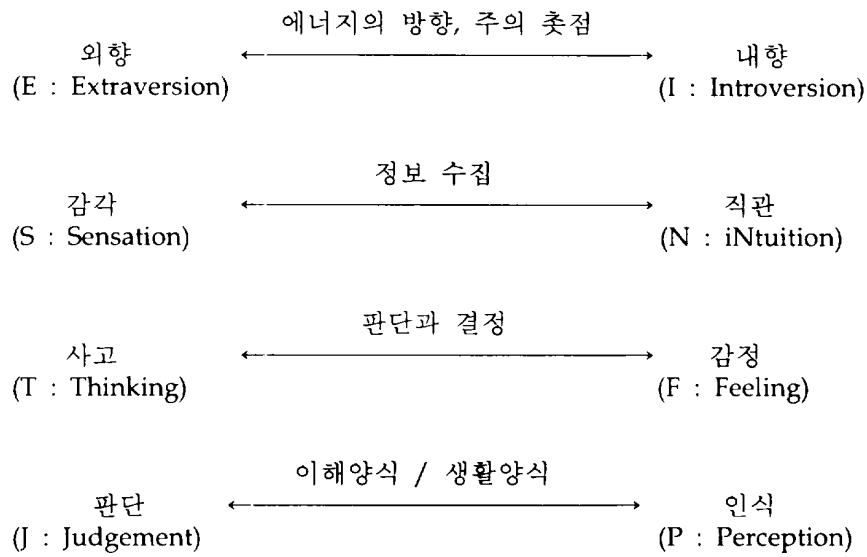 에너지의 방향, 주의 촛점
외향 내향
(E : Extraversion) (I : Introversion)
정보 수집
감각 직관
(S : Sensation) (N : iNtuition)
판단과 결정
사고 감정
(T : Thinking) (F : Feeling)
이해양식 / 생활양식
판단 인식
(J : Judgement) (P : Perception)